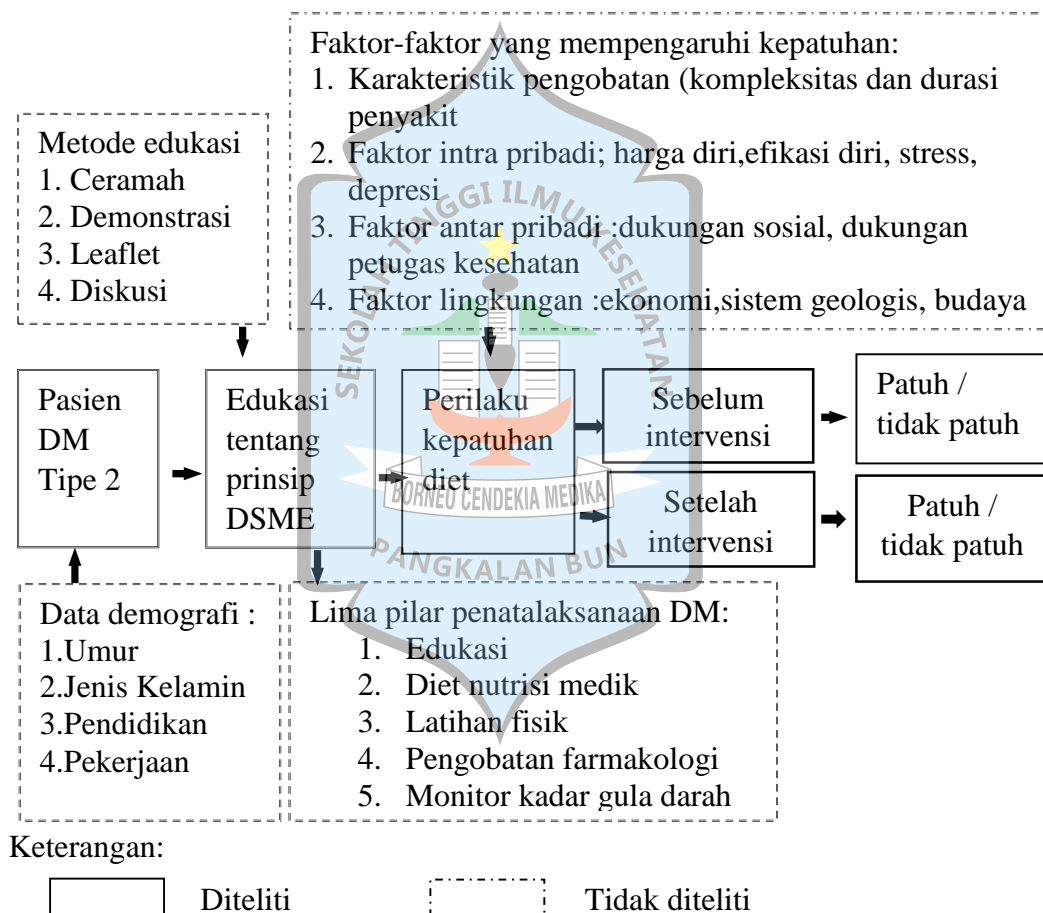 Faktor-faktor yang mempengaruhi kepatuhan:
1. Karakteristik pengobatan (kompleksitas dan durasi
penyakit
2. Faktor intra pribadi; harga diri,efikasi diri, stress,
depresi
3. Faktor antar pribadi :dukungan sosial, dukungan
petugas kesehatan
4. Faktor lingkungan :ekonomi,sistem geologis, budaya
Metode edukasi
1. Ceramah
2. Demonstrasi
3. Leaflet
4. Diskusi
Pasien
DM
Tipe 2
Edukasi
tentang
prinsip
DSME
Perilaku
kepatuhan
diet
Sebelum
intervensi
Patuh /
tidak patuh
Setelah
intervensi
Patuh /
tidak patuh
Data demografi :
1.Umur
2.Jenis Kelamin
3.Pendidikan
4.Pekerjaan
Lima pilar penatalaksanaan DM:
1. Edukasi
2. Diet nutrisi medik
3. Latihan fisik
4. Pengobatan farmakologi
5. Monitor kadar gula darah
Keterangan:
Diteliti
Tidak diteliti
SEKOLAH TINGGI ILMU KESEHATAN
BORNEO CENDEKIA MEDIKA
PANGKALAN BUN